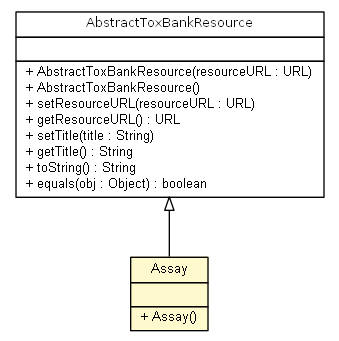 AbstractToxBankResource
+ AbstractToxBankResource(resourceURL : URL)
+ AbstractToxBankResource()
+ setResourceURL(resourceURL : URL)
+ getResourceURL() : URL
+ setTitle(title : String)
+ getTitle() : String
+ toString() : String
+ equals(obj : Object) : boolean
Assay
+ Assay()